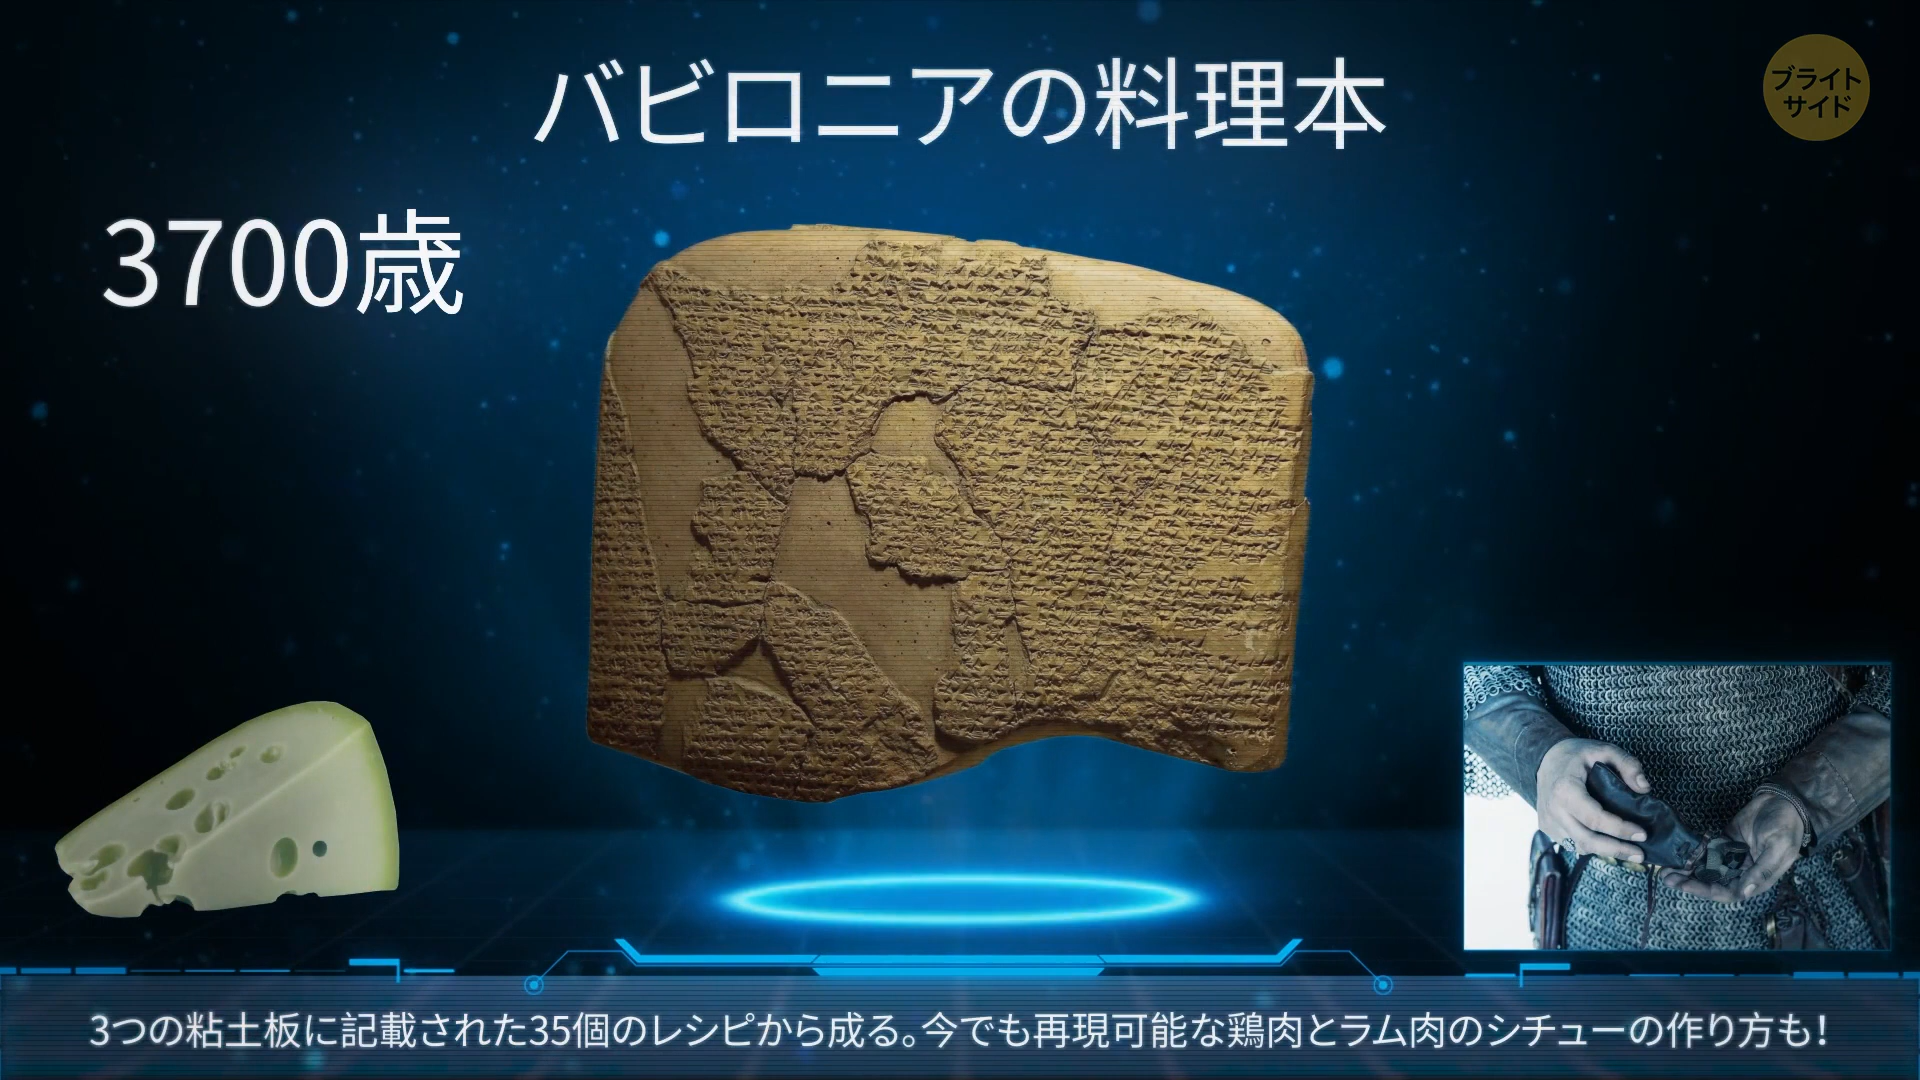 バビロニアの料理本
ブライト
サイド
3700歳
3つの粘土板に記載された35個のレシピから成る。今でも再現可能な鶏肉とラム肉のシチューの作り方も!